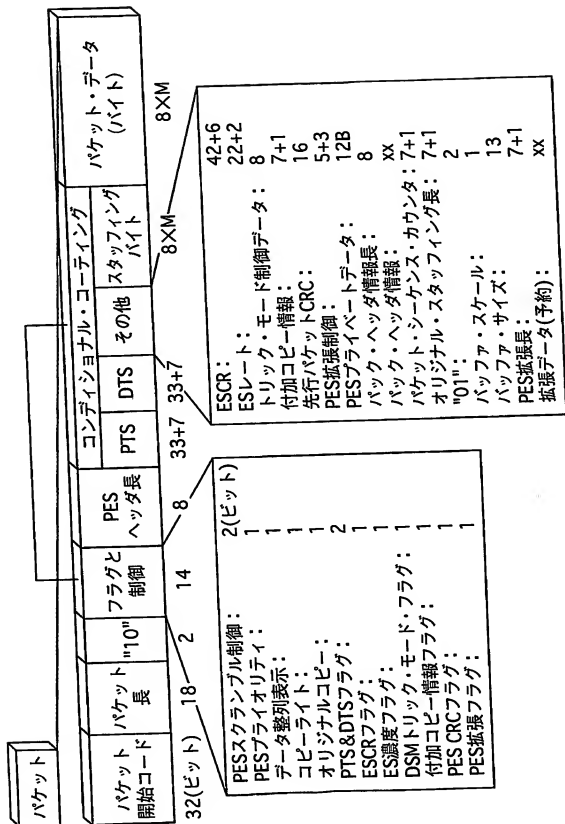 パケット
パケット
開始コード
パケット
長
"10"
フラグと
制御
PES
ヘッダ長
コンディショナル・コーティング
PTS
DTS
その他
スタッフィング
バイト
パケット・データ
(バイト)
32(ビット)
18
2
14
8
33+7
33+7
8×M
8×M
PESスクランブル制御： 2(ビット)
PESプライオリティ： 1
データ整列表示： 1
コピーライト： 1
オリジナルコピー： 1
PTS&DTSフラグ： 2
ESCRフラグ： 1
ES濃度フラグ： 1
DSMトリック・モード・フラグ： 1
付加コピー情報フラグ： 1
PES CRCフラグ： 1
PES拡張フラグ： 1
ESCR： 42+6
ESレート： 22+2
トリック・モード制御データ： 8
付加コピー情報： 7+1
先行パケットCRC： 16
PES拡張制御： 5+3
PESプライベートデータ： 12B
パック・ヘッダ情報長： 8
パック・ヘッダ情報： xx
パケット・シーケンス・カウンタ： 7+1
オリジナル・スタッフィング長： 7+1
"01"： 2
バッファ・スケール： 1
バッファ・サイズ： 13
PES拡張長： 7+1
拡張データ(予約)： xx